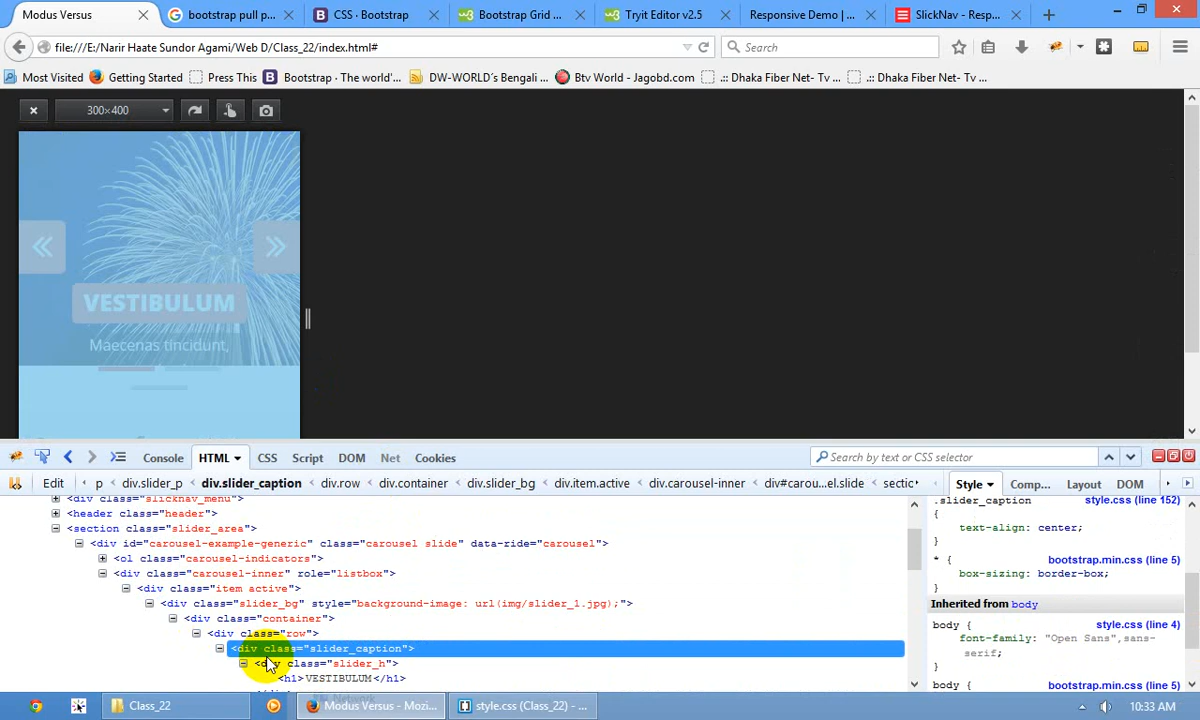 Modus Versus
bootstrap pull p...
CSS · Bootstrap
Bootstrap Grid ...
Tryit Editor v2.5
Responsive Demo | ...
SlickNav - Resp...
file:///E:/Narir Haate Sundor Agami/Web D/Class_22/index.html#
Search
Most Visited
Getting Started
Press This
Bootstrap · The world'...
DW-WORLD´s Bengali ...
Btv World - Jagobd.com
.:: Dhaka Fiber Net- Tv ...
.:: Dhaka Fiber Net- Tv ...
300×400
VESTIBULUM
Maecenas tincidunt,
Console
HTML
CSS
Script
DOM
Net
Cookies
Search by text or CSS selector
Edit
p < div.slider_p < div.slider_caption < div.row < div.container < div.slider_bg < div.item.active < div.carousel-inner < div#carou...el.slide < sectic
Style
Comp...
Layout
DOM
<div class="slicknav_menu">
<header class="header">
<section class="slider_area">
<div id="carousel-example-generic" class="carousel slide" data-ride="carousel">
<ol class="carousel-indicators">
<div class="carousel-inner" role="listbox">
<div class="item active">
<div class="slider_bg" style="background-image: url(img/slider_1.jpg);">
<div class="container">
<div class="row">
<div class="slider_caption">
<div class="slider_h">
<h1>VESTIBULUM</h1>
.slider_caption style.css (line 152)
{
text-align: center;
}
* { bootstrap.min.css (line 5)
box-sizing: border-box;
}
Inherited from body
body { style.css (line 4)
font-family: "Open Sans",sans-
serif;
}
body { bootstrap.min.css (line 5)
Class_22
Modus Versus - Mozi...
style.css (Class_22) - ...
10:33 AM